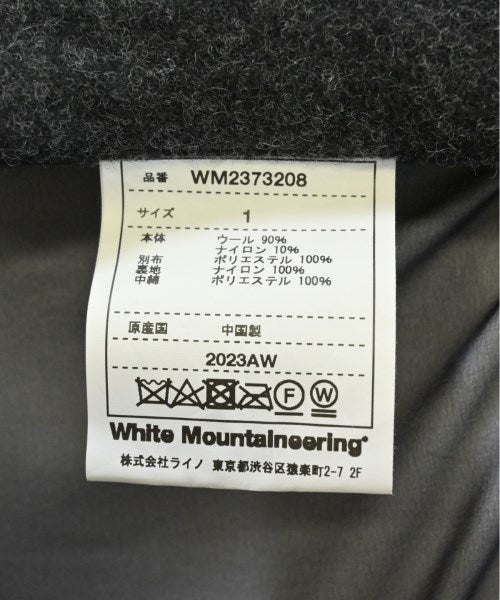 品番 WM2373208
サイズ 1
本体 ウール 90%
ナイロン 10%
別布 ポリエステル 100%
裏地 ナイロン 100%
中綿 ポリエステル 100%
原産国 中国製
2023AW
F W
White Mountaineering®
株式会社ライノ 東京都渋谷区猿楽町2-7 2F